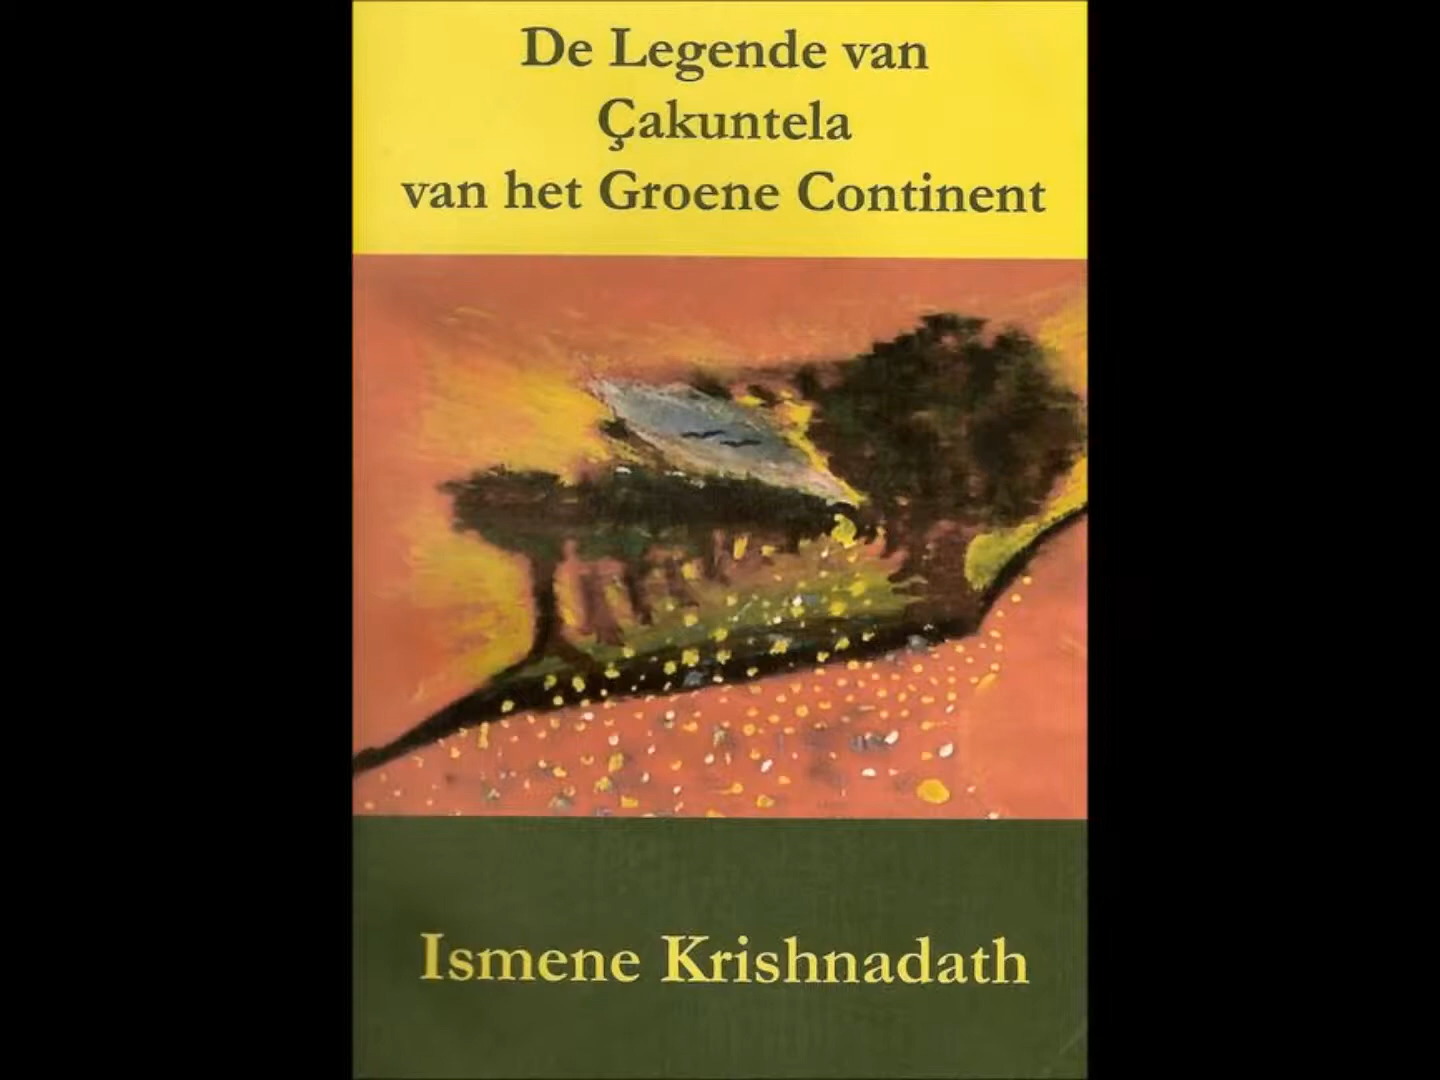 De Legende van
Çakuntela
van het Groene Continent
Ismene Krishnadath